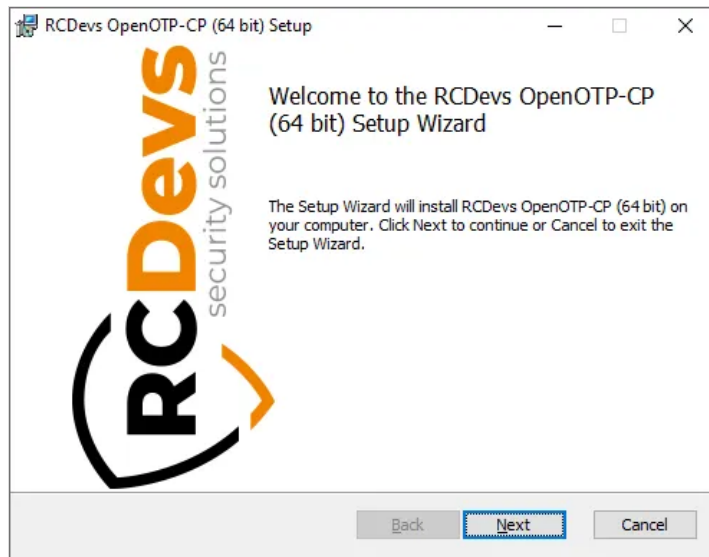 RCDevs OpenOTP-CP (64 bit) Setup
RCDevs
security solutions
Welcome to the RCDevs OpenOTP-CP
(64 bit) Setup Wizard
The Setup Wizard will install RCDevs OpenOTP-CP (64 bit) on
your computer. Click Next to continue or Cancel to exit the
Setup Wizard.
Back
Next
Cancel